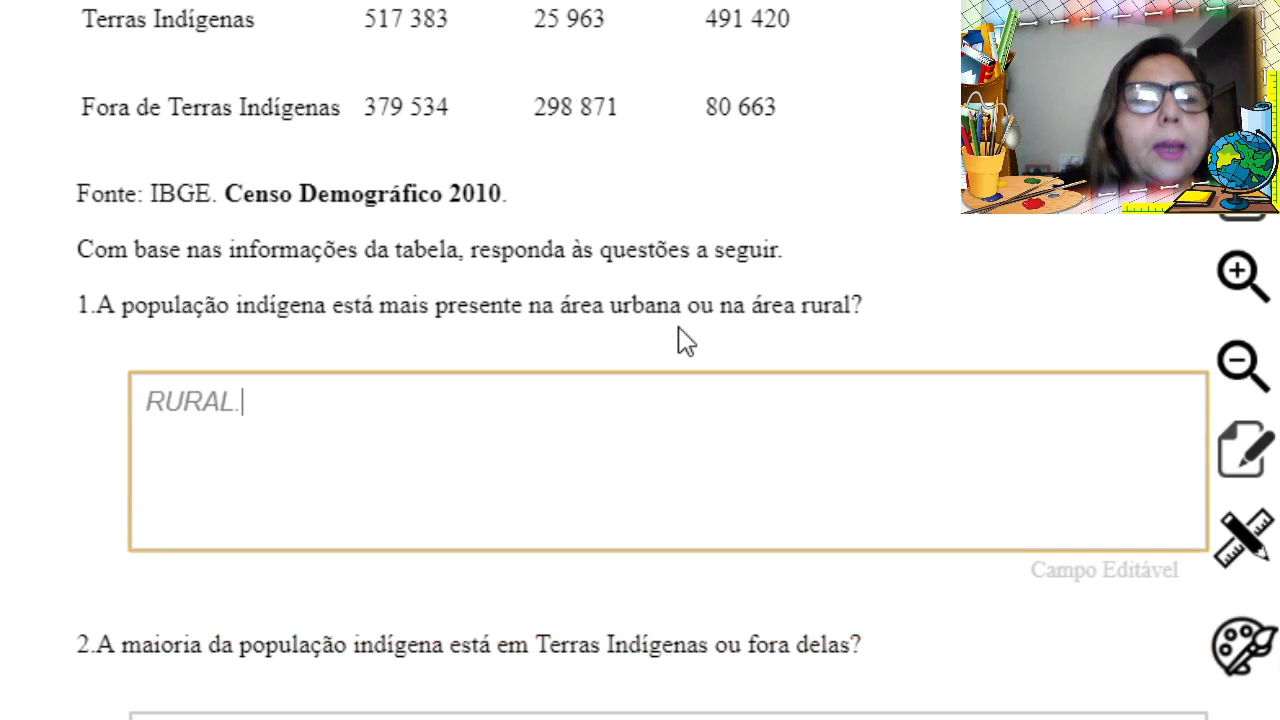 Terras Indígenas 517 383 25 963 491 420
Fora de Terras Indígenas 379 534 298 871 80 663
Fonte: IBGE. Censo Demográfico 2010.
Com base nas informações da tabela, responda às questões a seguir.
1.A população indígena está mais presente na área urbana ou na área rural?
RURAL.
Campo Editável
2.A maioria da população indígena está em Terras Indígenas ou fora delas?